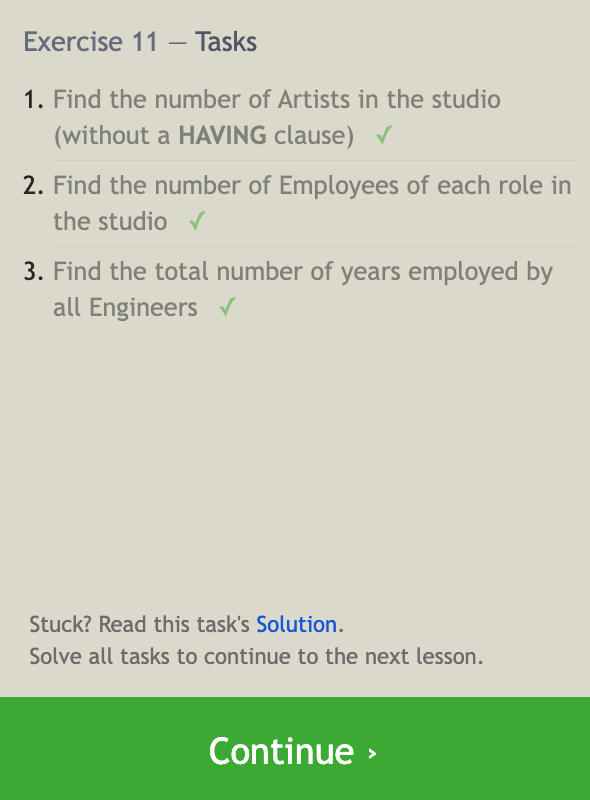 Exercise 11 — Tasks
1. Find the number of Artists in the studio
(without a HAVING clause) ✓
2. Find the number of Employees of each role in
the studio ✓
3. Find the total number of years employed by
all Engineers ✓
Stuck? Read this task's Solution.
Solve all tasks to continue to the next lesson.
Continue ›